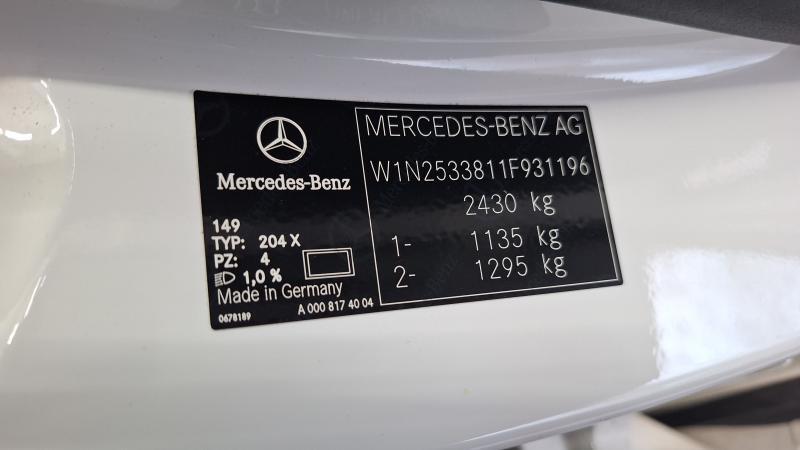 Mercedes-Benz
149
TYP: 204 X
PZ: 4
1,0 %
Made in Germany
0678189
A 000 817 40 04
MERCEDES-BENZ AG
W1N2533811F931196
2430 kg
1- 1135 kg
2- 1295 kg